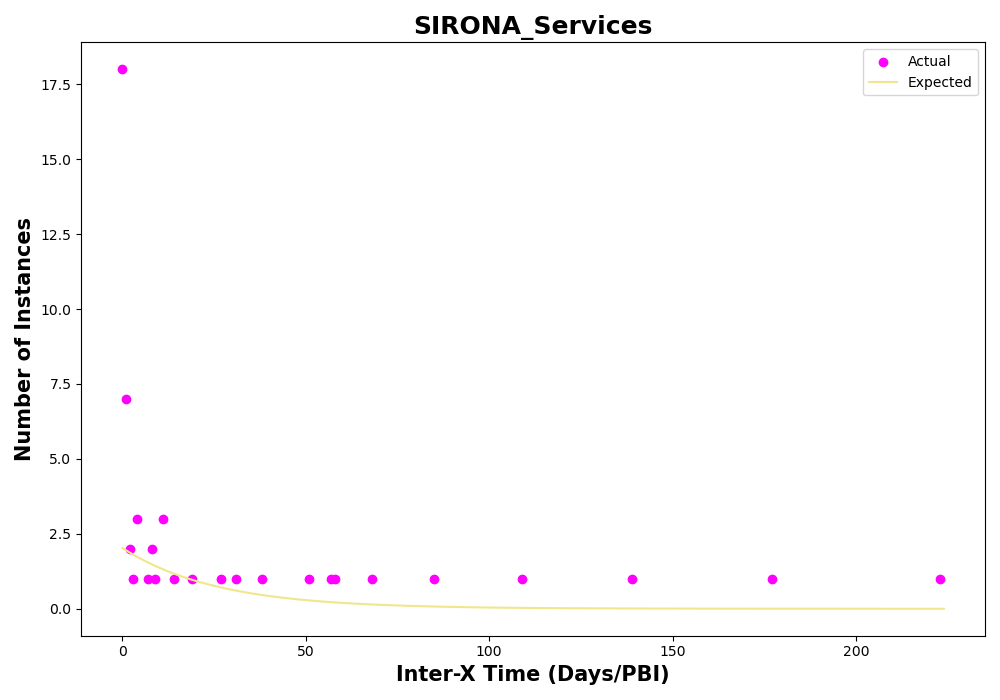 SIRONA_Services
Actual
Expected
17.5
15.0
12.5
10.0
7.5
5.0
2.5
0.0
Number of Instances
0
50
100
150
200
Inter-X Time (Days/PBI)